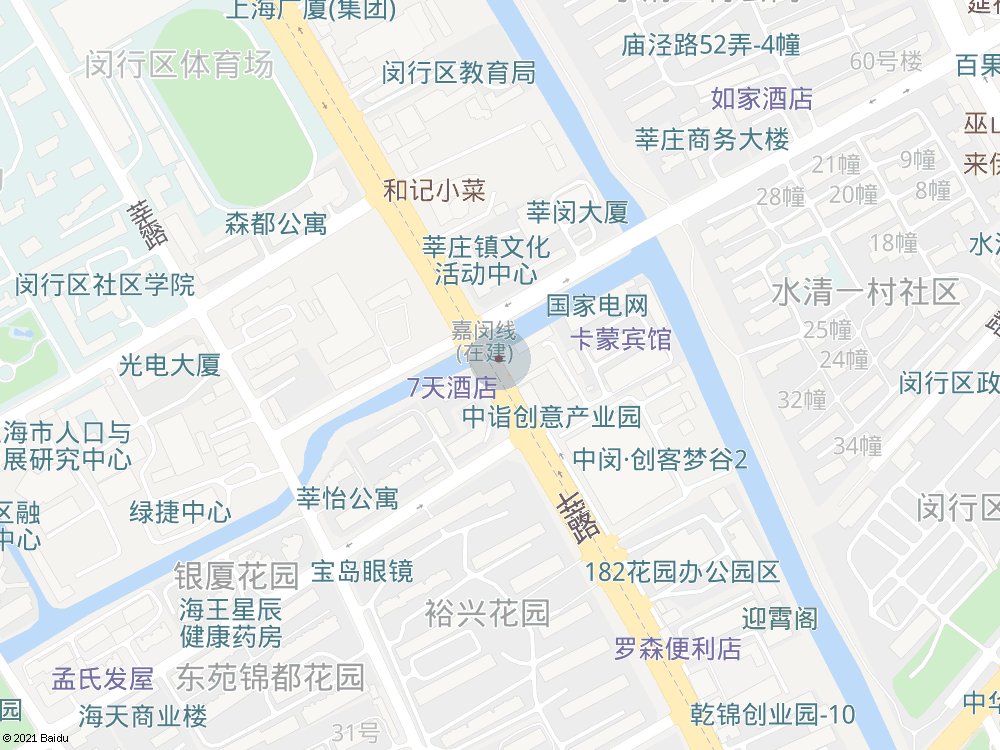 上海广厦(集团)
闵行区体育场
闵行区教育局
庙泾路52弄-4幢
60号楼
百果
如家酒店
莘庄商务大楼
巫山
来伊
21幢
9幢
28幢
20幢
8幢
和记小菜
森都公寓
莘闵大厦
莘庄镇文化
活动中心
18幢
闵行区社区学院
水清一村社区
国家电网
嘉闵线
(在建)
卡蒙宾馆
25幢
24幢
光电大厦
7天酒店
闵行区政
32幢
中诣创意产业园
海市人口与
展研究中心
34幢
中闵·创客梦谷2
莘怡公寓
绿捷中心
区融
中心
闵行区
银厦花园
宝岛眼镜
182花园办公园区
海王星辰
健康药房
裕兴花园
迎霄阁
罗森便利店
孟氏发屋
东苑锦都花园
园
海天商业楼
31号
乾锦创业园-10
© 2021 Baidu